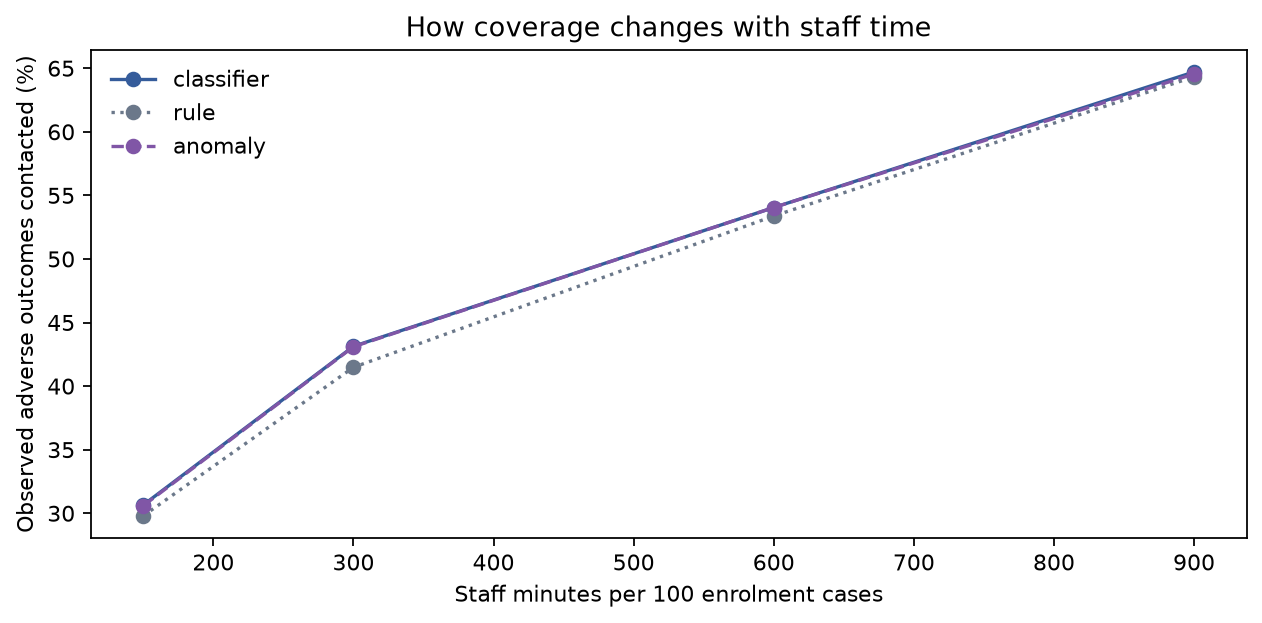 How coverage changes with staff time
Observed adverse outcomes contacted (%)
65
60
55
50
45
40
35
30
classifier
rule
anomaly
200 300 400 500 600 700 800 900
Staff minutes per 100 enrolment cases